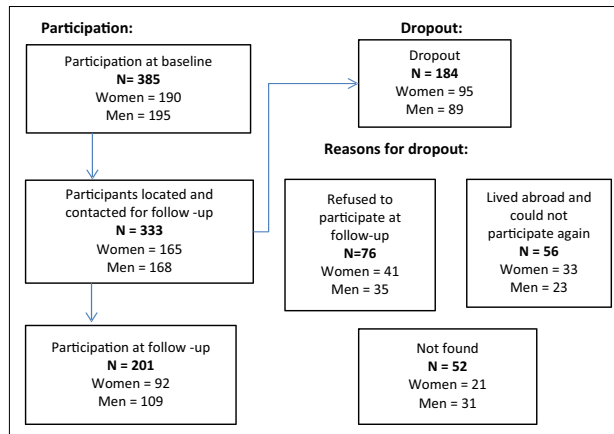 Participation:
Participation at baseline
N= 385
Women = 190
Men = 195
Participants located and
contacted for follow -up
N = 333
Women = 165
Men = 168
Participation at follow -up
N = 201
Women = 92
Men = 109
Dropout:
Dropout
N = 184
Women = 95
Men = 89
Reasons for dropout:
Refused to
participate at
follow-up
N=76
Women = 41
Men = 35
Lived abroad and
could not
participate again
N = 56
Women = 33
Men = 23
Not found
N = 52
Women = 21
Men = 31